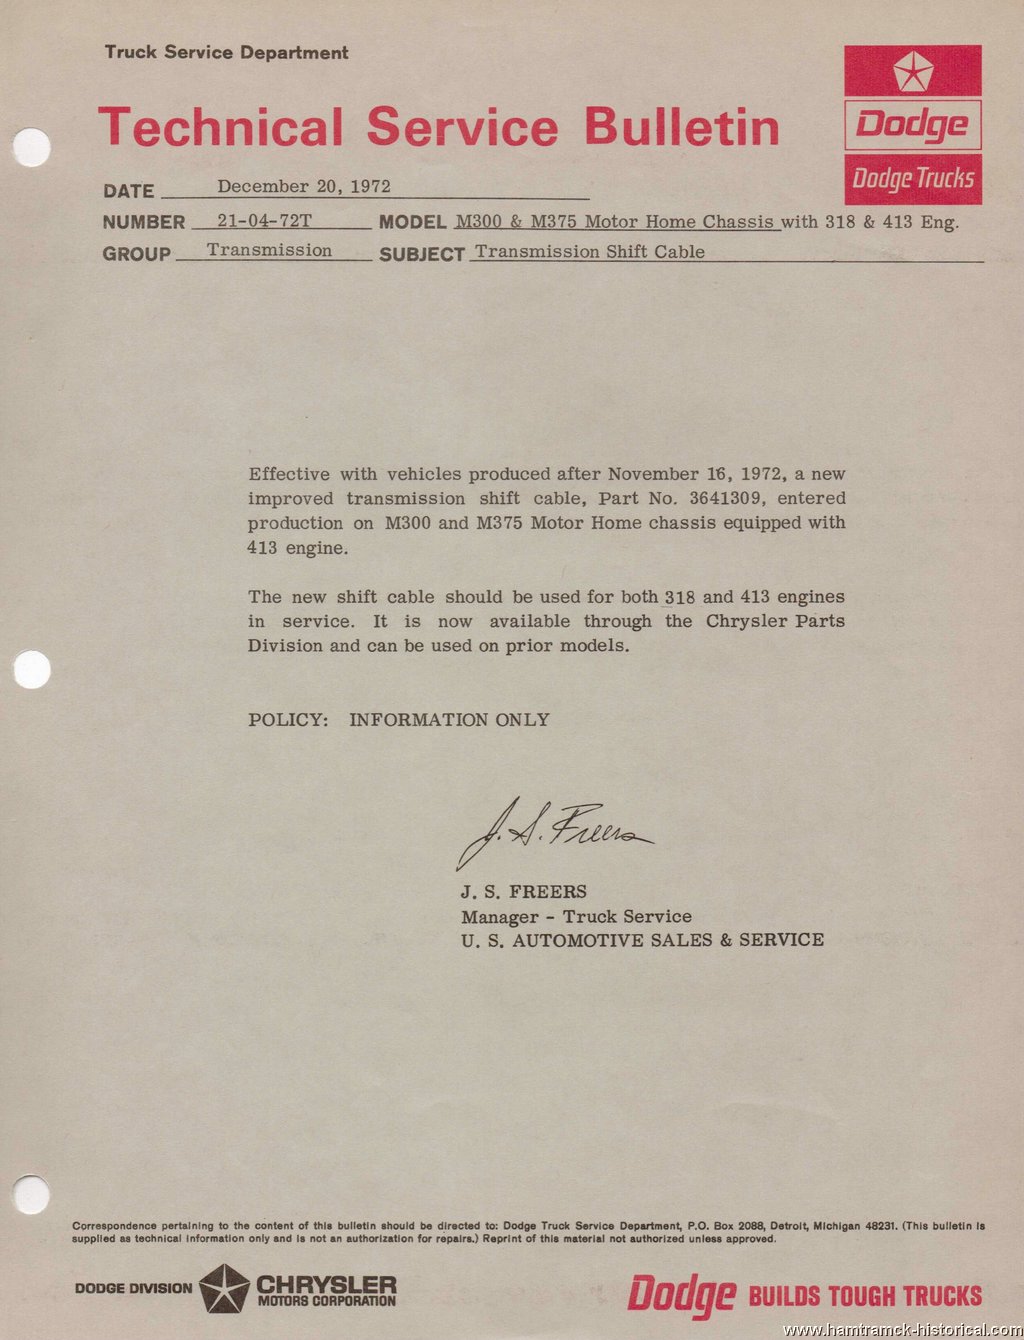 Truck Service Department
Technical Service Bulletin
Dodge
Dodge Trucks
DATE December 20, 1972
NUMBER 21-04-72T MODEL M300 & M375 Motor Home Chassis with 318 & 413 Eng.
GROUP Transmission SUBJECT Transmission Shift Cable
Effective with vehicles produced after November 16, 1972, a new
improved transmission shift cable, Part No. 3641309, entered
production on M300 and M375 Motor Home chassis equipped with
413 engine.
The new shift cable should be used for both 318 and 413 engines
in service. It is now available through the Chrysler Parts
Division and can be used on prior models.
POLICY: INFORMATION ONLY
J. S. Freers
J. S. FREERS
Manager - Truck Service
U. S. AUTOMOTIVE SALES & SERVICE
Correspondence pertaining to the content of this bulletin should be directed to: Dodge Truck Service Department, P.O. Box 2088, Detroit, Michigan 48231. (This bulletin is
supplied as technical information only and is not an authorization for repairs.) Reprint of this material not authorized unless approved.
DODGE DIVISION CHRYSLER
MOTORS CORPORATION
Dodge BUILDS TOUGH TRUCKS
www.hamtramck-historical.com